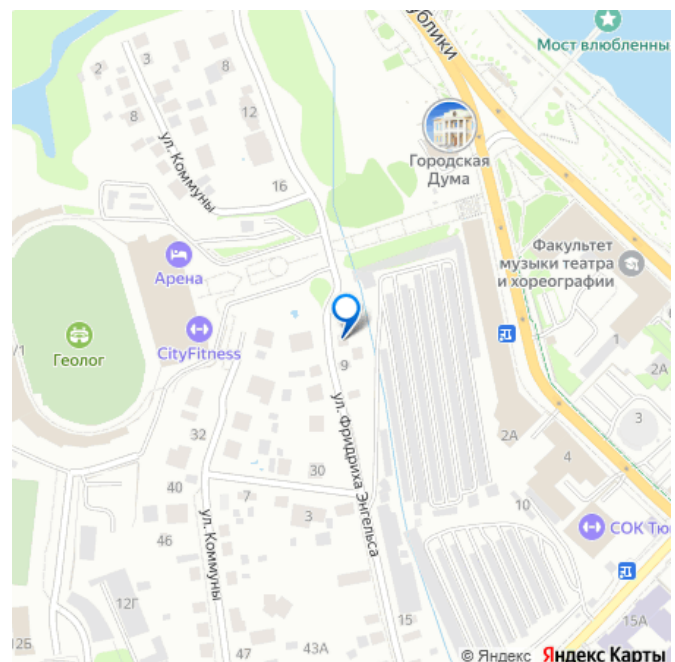 ублики
Мост влюбленны
2
3
8
8
12
ул. Коммуны
16
Городская
Дума
Факультет
музыки театра
и хореографии
Арена
CityFitness
Геолог
/1
9
ул. Фридриха Энгельса
2А
3
2А
4
32
30
40
7
3
10
ул. Коммуны
46
СОК Тю
12Г
15
15А
12Б
47
43А
© Яндекс Яндекс Карты